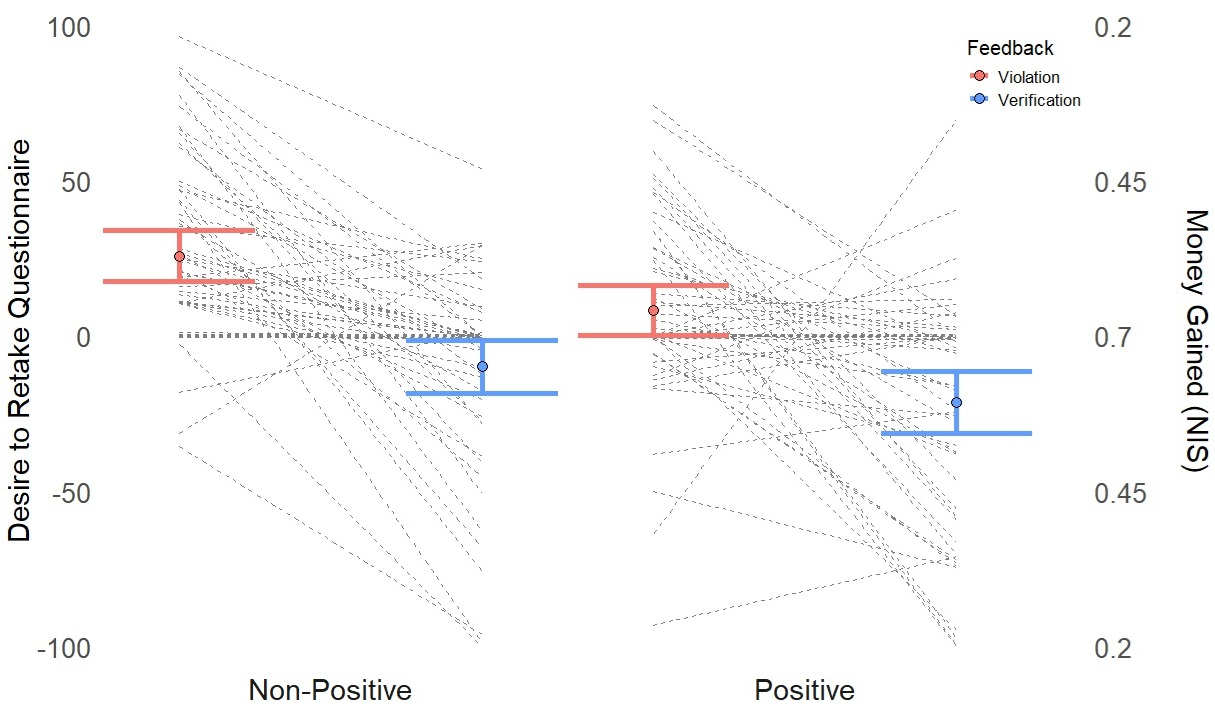 Desire to Retake Questionnaire
100
50
0
-50
-100
Non-Positive
Positive
Feedback
Violation
Verification
0.2
0.45
0.7
0.45
0.2
Money Gained (NIS)